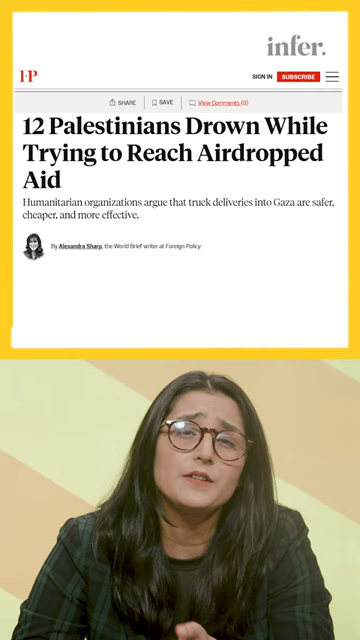 infer.
FP
SIGN IN
SUBSCRIBE
SHARE
SAVE
View Comments (0)
12 Palestinians Drown While
Trying to Reach Airdropped
Aid
Humanitarian organizations argue that truck deliveries into Gaza are safer,
cheaper, and more effective.
By Alexandra Sharp, the World Brief writer at Foreign Policy.